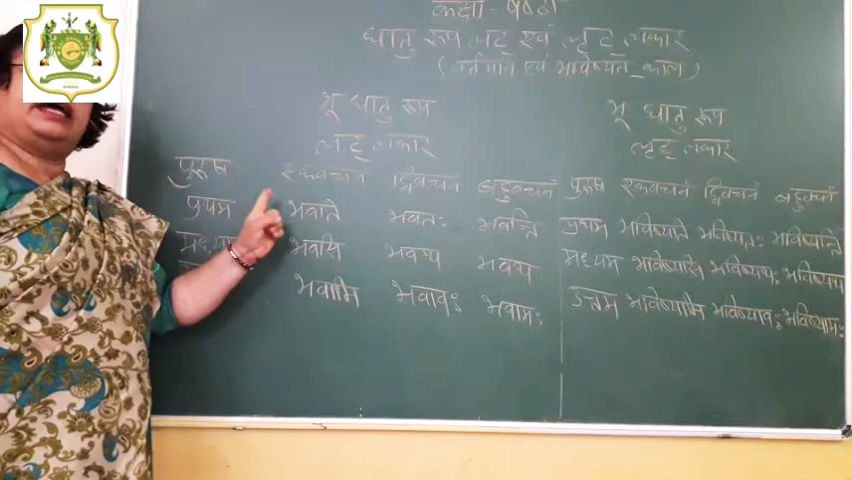 कक्षा - षष्ठी
धातु रूप लट् एवं लृट् लकार
(वर्तमान एवं भविष्यत् काल)
भू धातु रूप
लट् लकार
पुरुष एकवचन द्विवचन बहुवचन
प्रथम भवति भवतः भवन्ति
मध्यम भवसि भवथ भवथ
भवामि भवावः भवामः
भू धातु रूप
लृट् लकार
पुरुष एकवचन द्विवचन बहुवचन
प्रथम भविष्यति भविष्यतः भविष्यन्ति
मध्यम भविष्यसि भविष्यथः भविष्यथ
उत्तम भविष्यामि भविष्यावः भविष्यामः